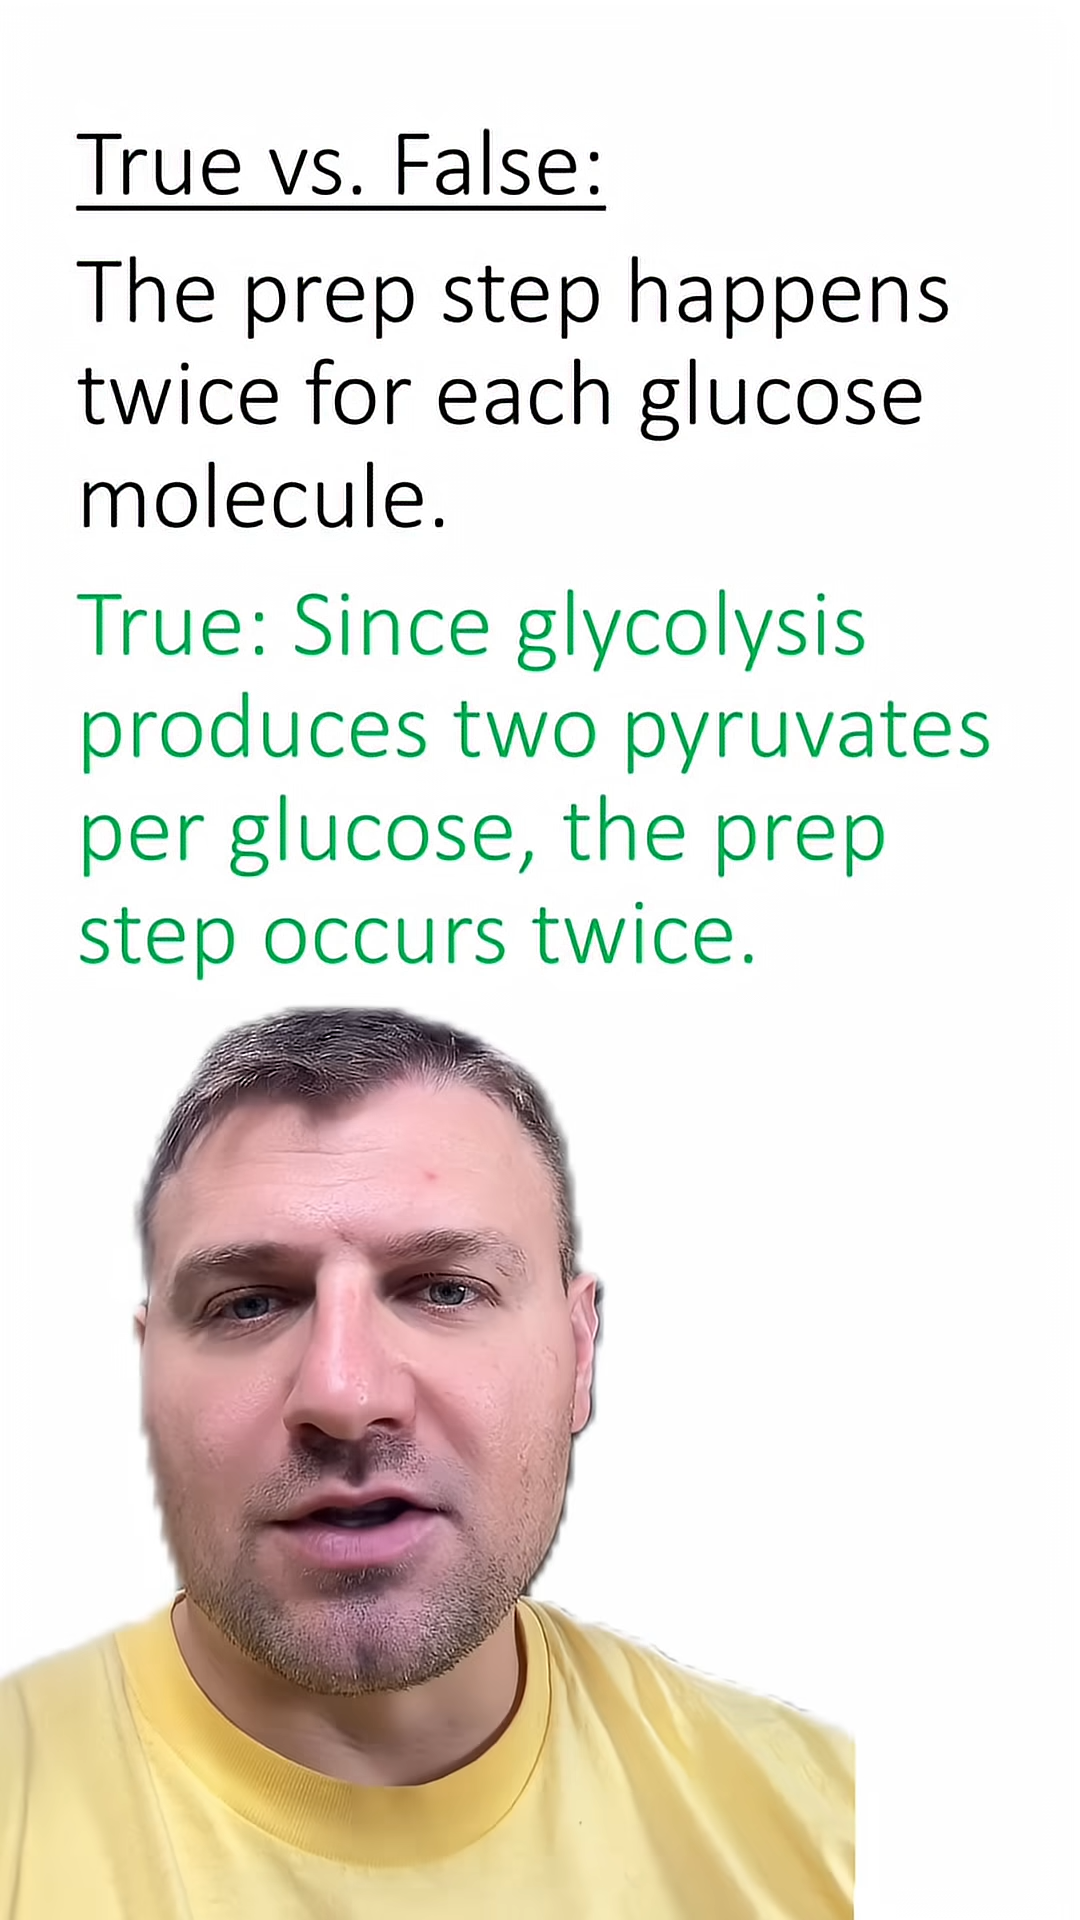 True vs. False:
The prep step happens
twice for each glucose
molecule.
True: Since glycolysis
produces two pyruvates
per glucose, the prep
step occurs twice.